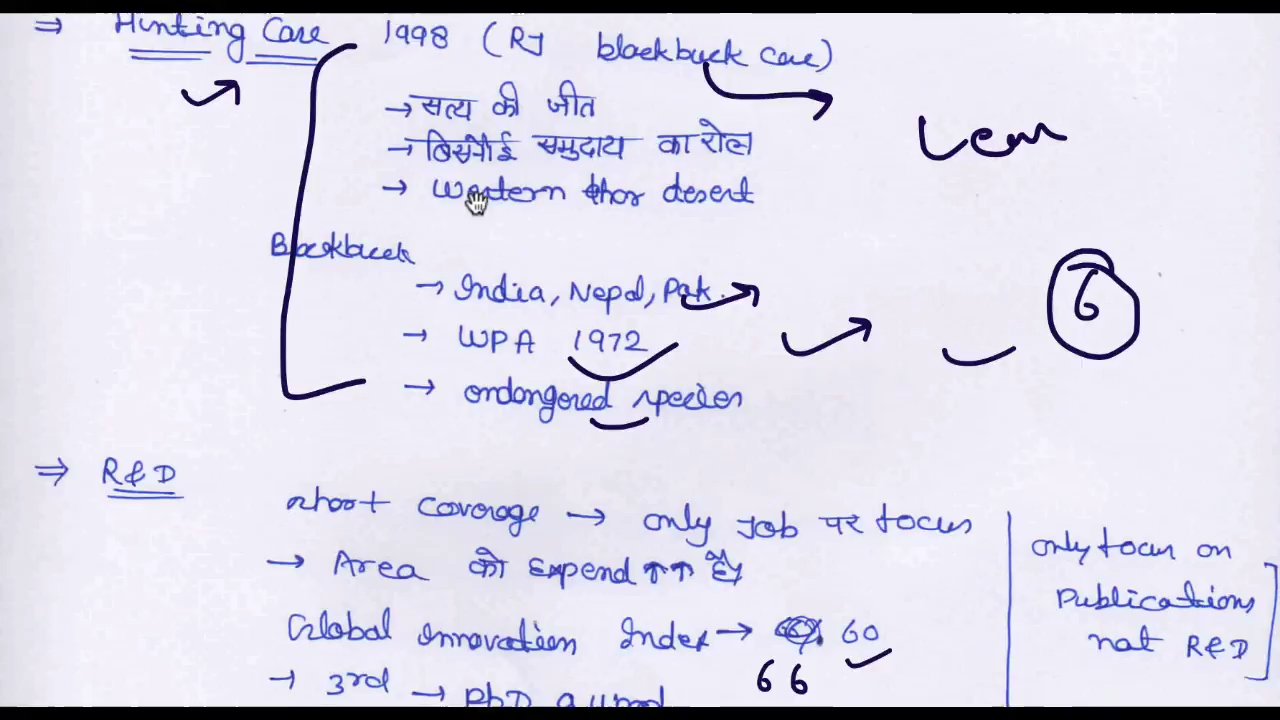 ⇒ Hunting Case 1998 (RJ blackbuck case)
→ सत्य की जीत
→ बिसनोई समुदाय का रोल
→ Western thor desert
Blackbuck
→ India, Nepal, Pak.
→ WPA 1972
→ endangered species
6
⇒ R&D
short coverage → only Job पर focus
→ Area को Expend ↑↑ है
Global innovation Index → 60
66
→ 3rd → PhD
only focus on
Publications
not R&D